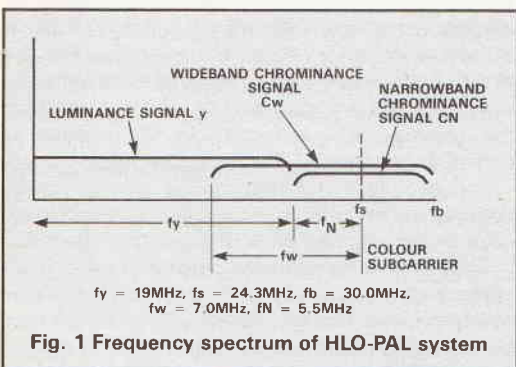 WIDEBAND CHROMINANCE
SIGNAL
Cw
NARROWBAND
CHROMINANCE
SIGNAL CN
LUMINANCE SIGNAL y
fs
fb
fy
fN
fw
COLOUR
SUBCARRIER
fy = 19MHz, fs = 24.3MHz, fb = 30.0MHz,
fw = 7.0MHz, fN = 5.5MHz
Fig. 1 Frequency spectrum of HLO-PAL system